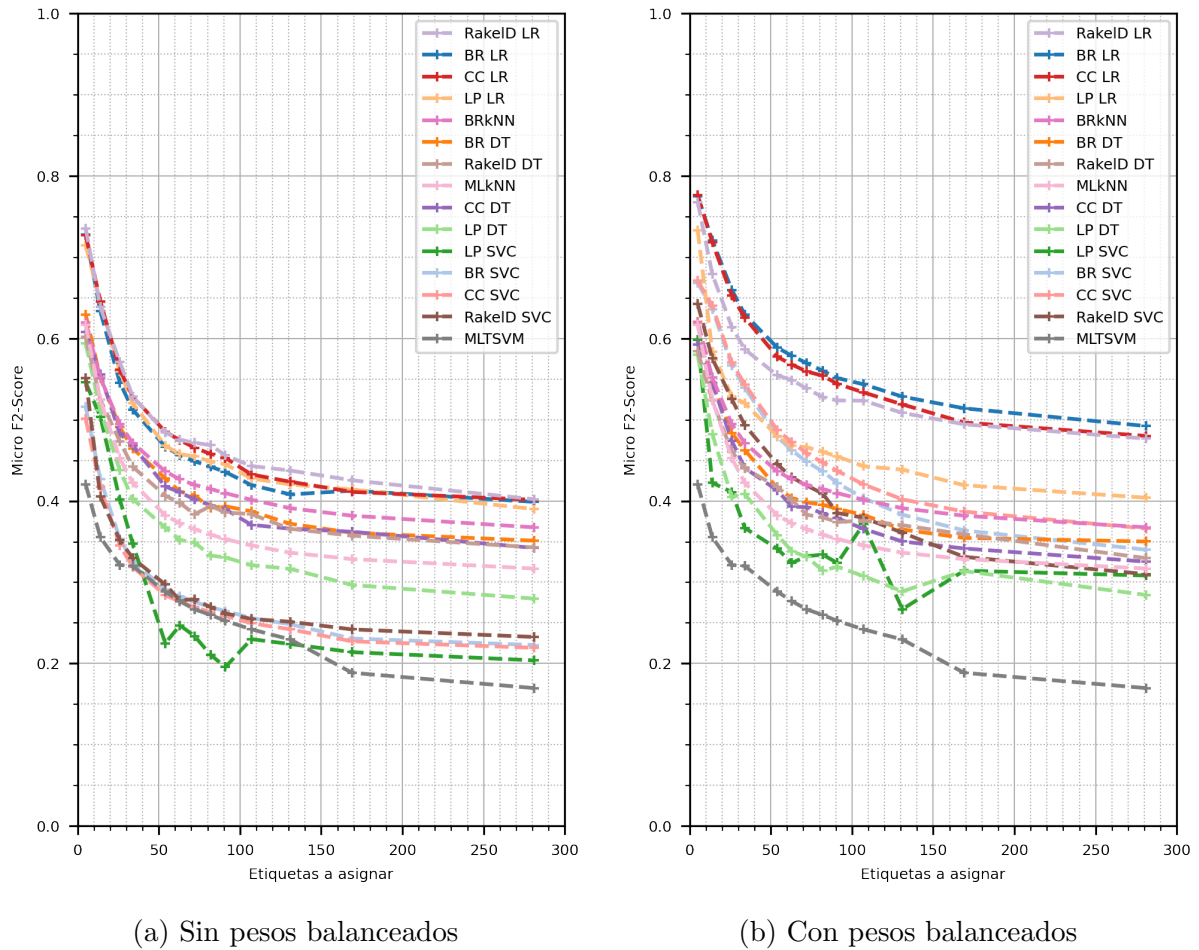 1.0
0.8
0.6
0.4
0.2
0.0
Micro F2-Score
0 50 100 150 200 250 300
Etiquetas a asignar
RakelD LR
BR LR
CC LR
LP LR
BRkNN
BR DT
RakelD DT
MLkNN
CC DT
LP DT
LP SVC
BR SVC
CC SVC
RakelD SVC
MLTSVM
(a) Sin pesos balanceados
1.0
0.8
0.6
0.4
0.2
0.0
Micro F2-Score
0 50 100 150 200 250 300
Etiquetas a asignar
RakelD LR
BR LR
CC LR
LP LR
BRkNN
BR DT
RakelD DT
MLkNN
CC DT
LP DT
LP SVC
BR SVC
CC SVC
RakelD SVC
MLTSVM
(b) Con pesos balanceados